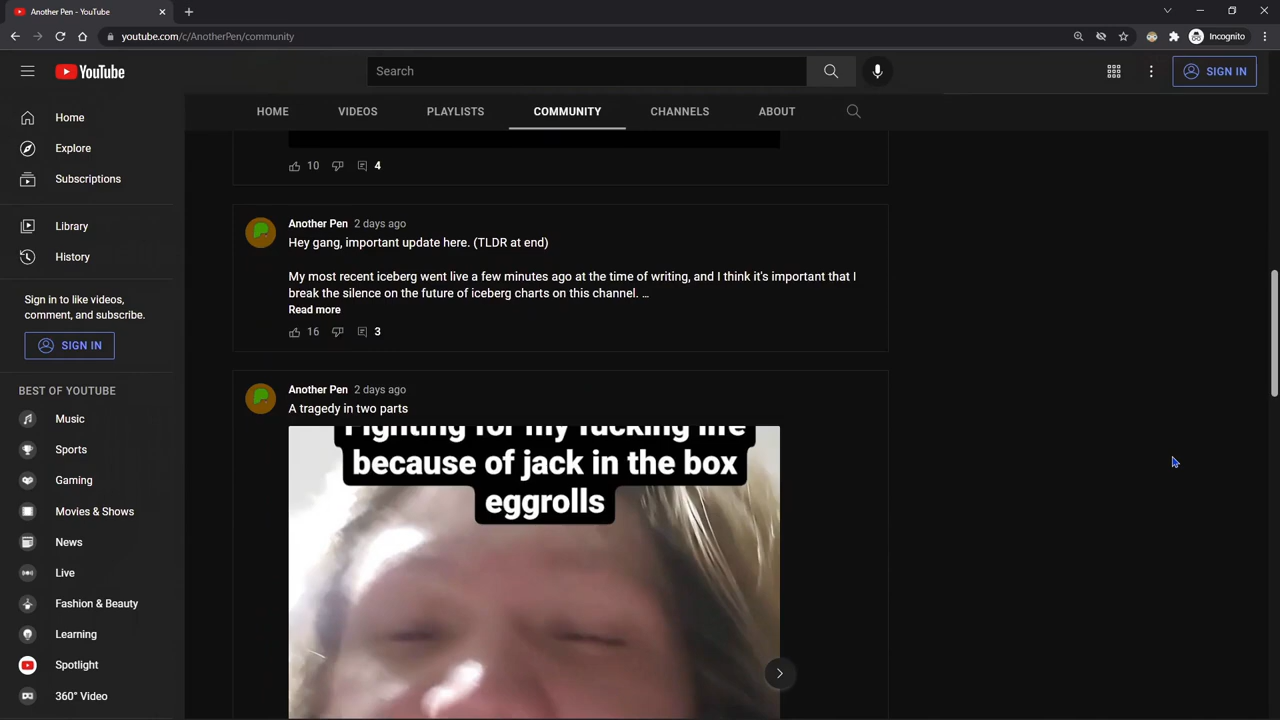 Another Pen - YouTube
youtube.com/c/AnotherPen/community
Incognito
YouTube
Search
SIGN IN
HOME
VIDEOS
PLAYLISTS
COMMUNITY
CHANNELS
ABOUT
Home
Explore
Subscriptions
Library
History
Sign in to like videos,
comment, and subscribe.
SIGN IN
BEST OF YOUTUBE
Music
Sports
Gaming
Movies & Shows
News
Live
Fashion & Beauty
Learning
Spotlight
360° Video
10
4
Another Pen 2 days ago
Hey gang, important update here. (TLDR at end)
My most recent iceberg went live a few minutes ago at the time of writing, and I think it's important that I
break the silence on the future of iceberg charts on this channel. ...
Read more
16
3
Another Pen 2 days ago
A tragedy in two parts
Fighting for my fucking life
because of jack in the box
eggrolls